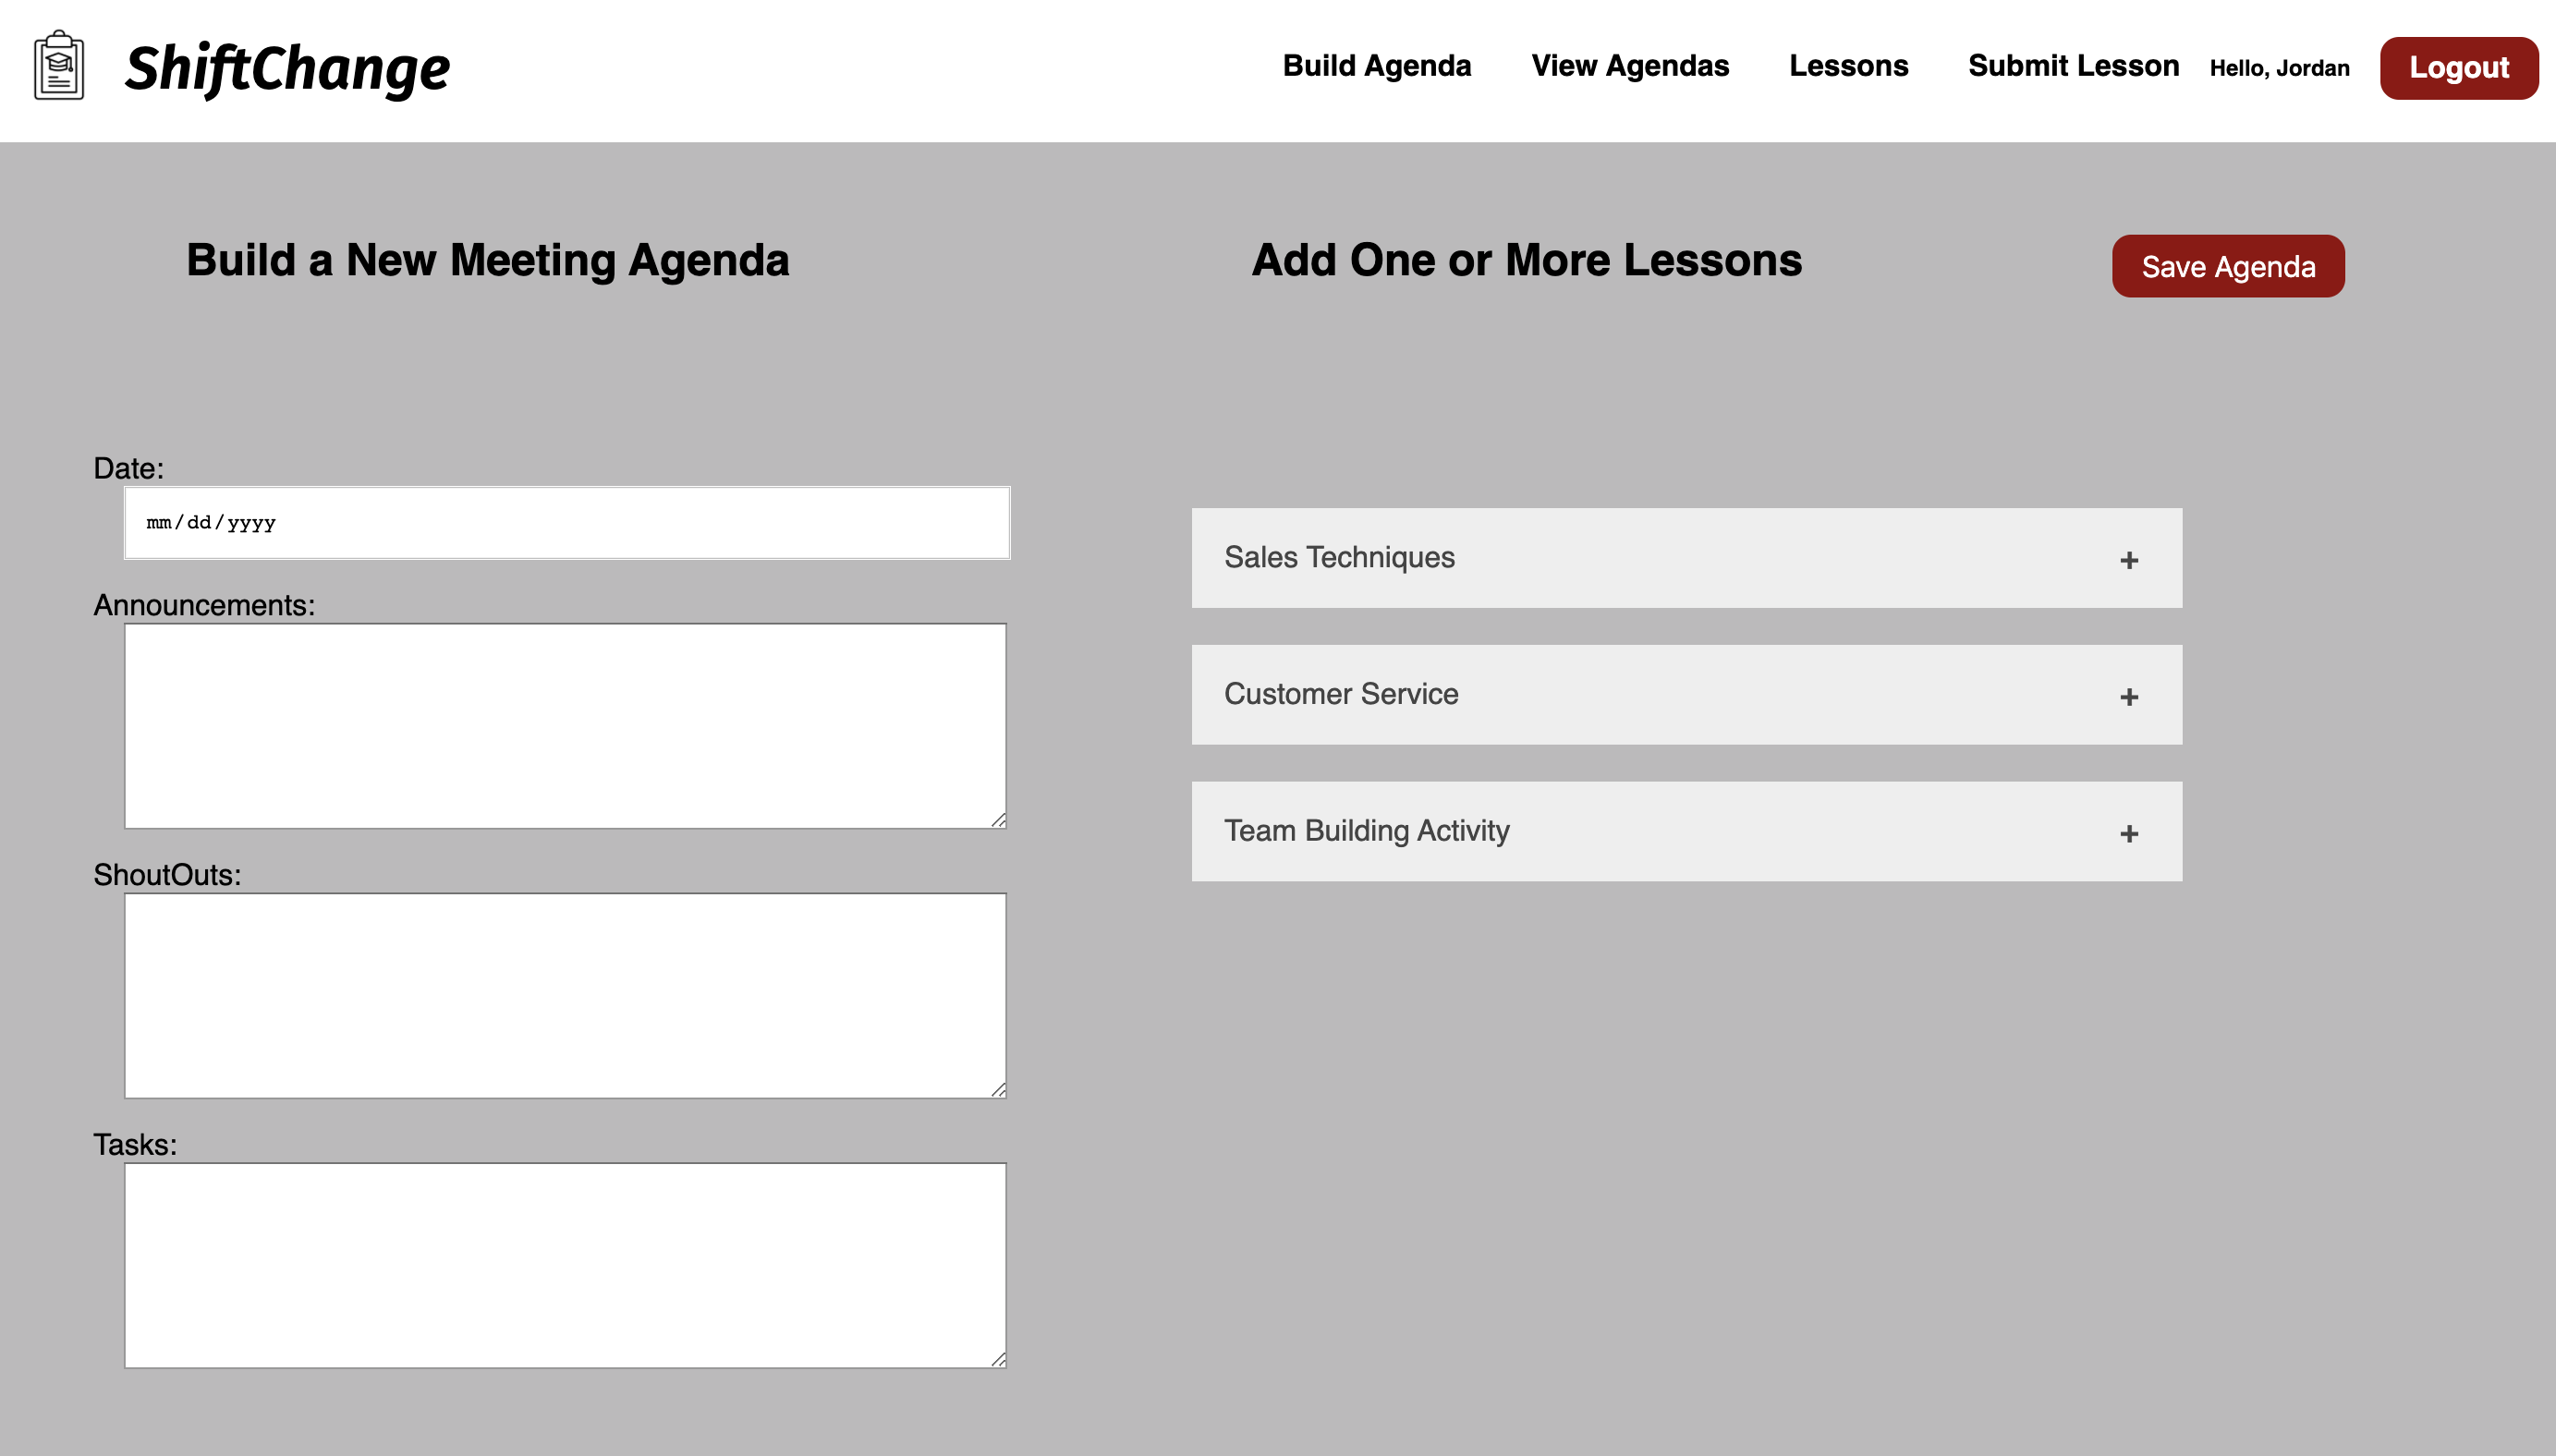 ShiftChange
Build Agenda
View Agendas
Lessons
Submit Lesson
Hello, Jordan
Logout
Build a New Meeting Agenda
Add One or More Lessons
Save Agenda
Date:
mm/dd/yyyy
Announcements:
ShoutOuts:
Tasks:
Sales Techniques
+
Customer Service
+
Team Building Activity
+